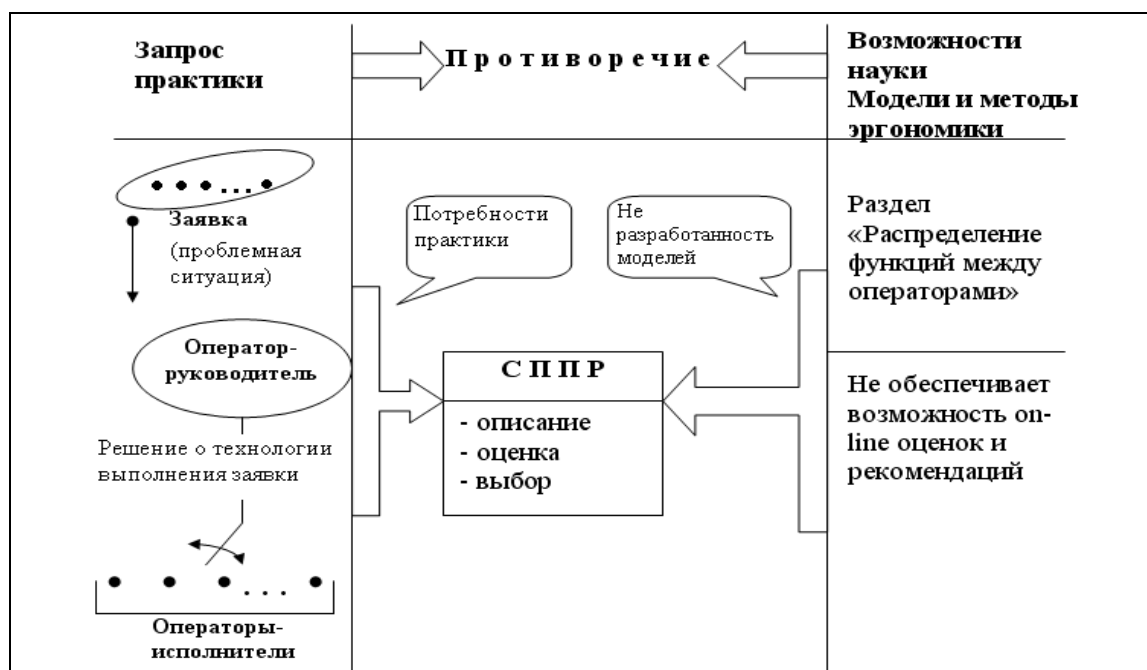 Запрос
практики
П р о т и в о р е ч и е
Возможности
науки
Модели и методы
эргономики
Заявка
(проблемная
ситуация)
Оператор-
руководитель
Решение о технологии
выполнения заявки
Операторы-
исполнители
Потребности
практики
Не
разработанность
моделей
С П П Р
- описание
- оценка
- выбор
Раздел
«Распределение
функций между
операторами»
Не обеспечивает
возможность on-
line оценок и
рекомендаций